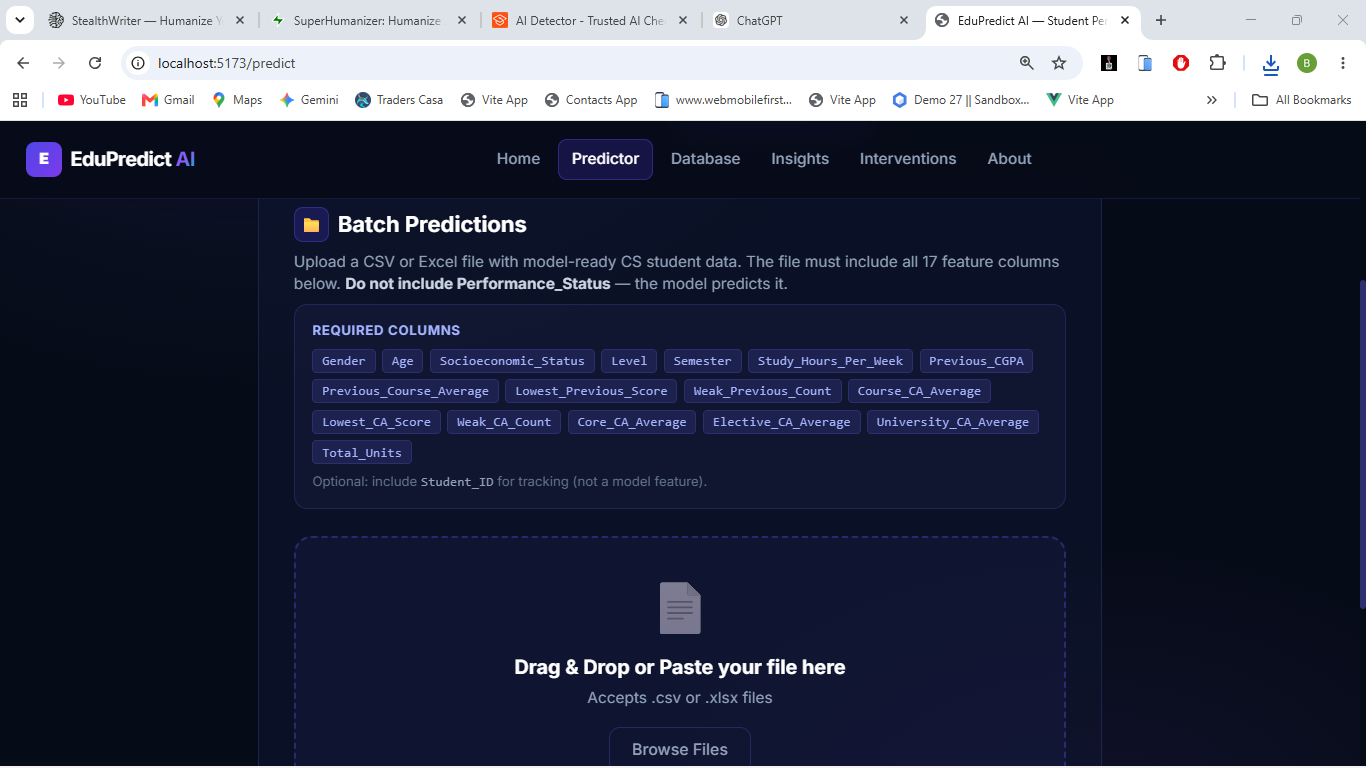 StealthWriter — Humanize Y
SuperHumanizer: Humanize
AI Detector - Trusted AI Che
ChatGPT
EduPredict AI — Student Per
localhost:5173/predict
B
YouTube
Gmail
Maps
Gemini
Traders Casa
Vite App
Contacts App
www.webmobilefirst...
Vite App
Demo 27 || Sandbox...
Vite App
All Bookmarks
E EduPredict AI
Home
Predictor
Database
Insights
Interventions
About
Batch Predictions
Upload a CSV or Excel file with model-ready CS student data. The file must include all 17 feature columns
below. Do not include Performance_Status — the model predicts it.
REQUIRED COLUMNS
Gender Age Socioeconomic_Status Level Semester Study_Hours_Per_Week Previous_CGPA
Previous_Course_Average Lowest_Previous_Score Weak_Previous_Count Course_CA_Average
Lowest_CA_Score Weak_CA_Count Core_CA_Average Elective_CA_Average University_CA_Average
Total_Units
Optional: include Student_ID for tracking (not a model feature).
Drag & Drop or Paste your file here
Accepts .csv or .xlsx files
Browse Files